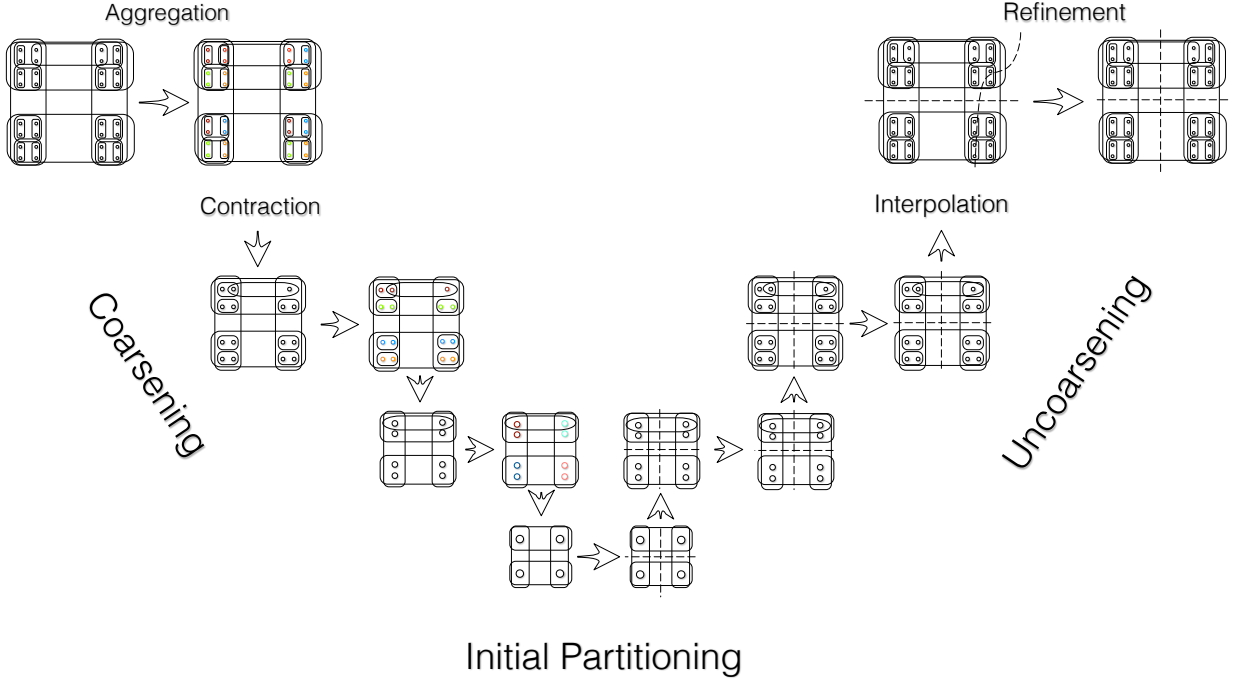 Aggregation
Refinement
Contraction
Interpolation
Coarsening
Uncoarsening
Initial Partitioning